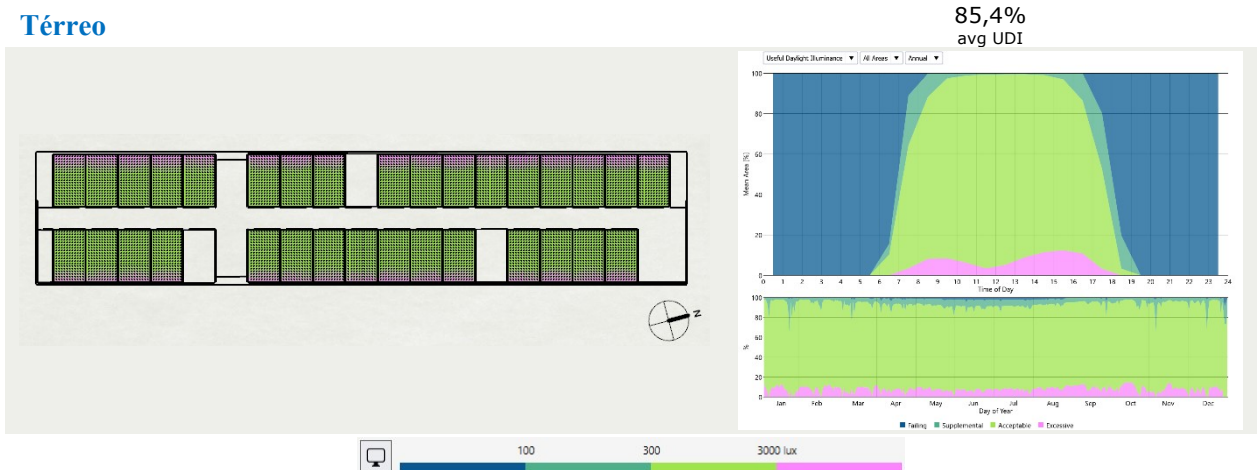 Térreo
85,4%
avg UDI
Useful Daylight Illuminance ▼ All Areas ▼ Annual ▼
100
80
60
40
20
0
Mean Area [%]
0 1 2 3 4 5 6 7 8 9 10 11 12 13 14 15 16 17 18 19 20 21 22 23 24
Time of Day
N
100
80
60
40
20
0
%
Jan Feb Mar Apr May Jun Jul Aug Sep Oct Nov Dec
Day of Year
Failing Supplemental Acceptable Excessive
100 300 3000 lux